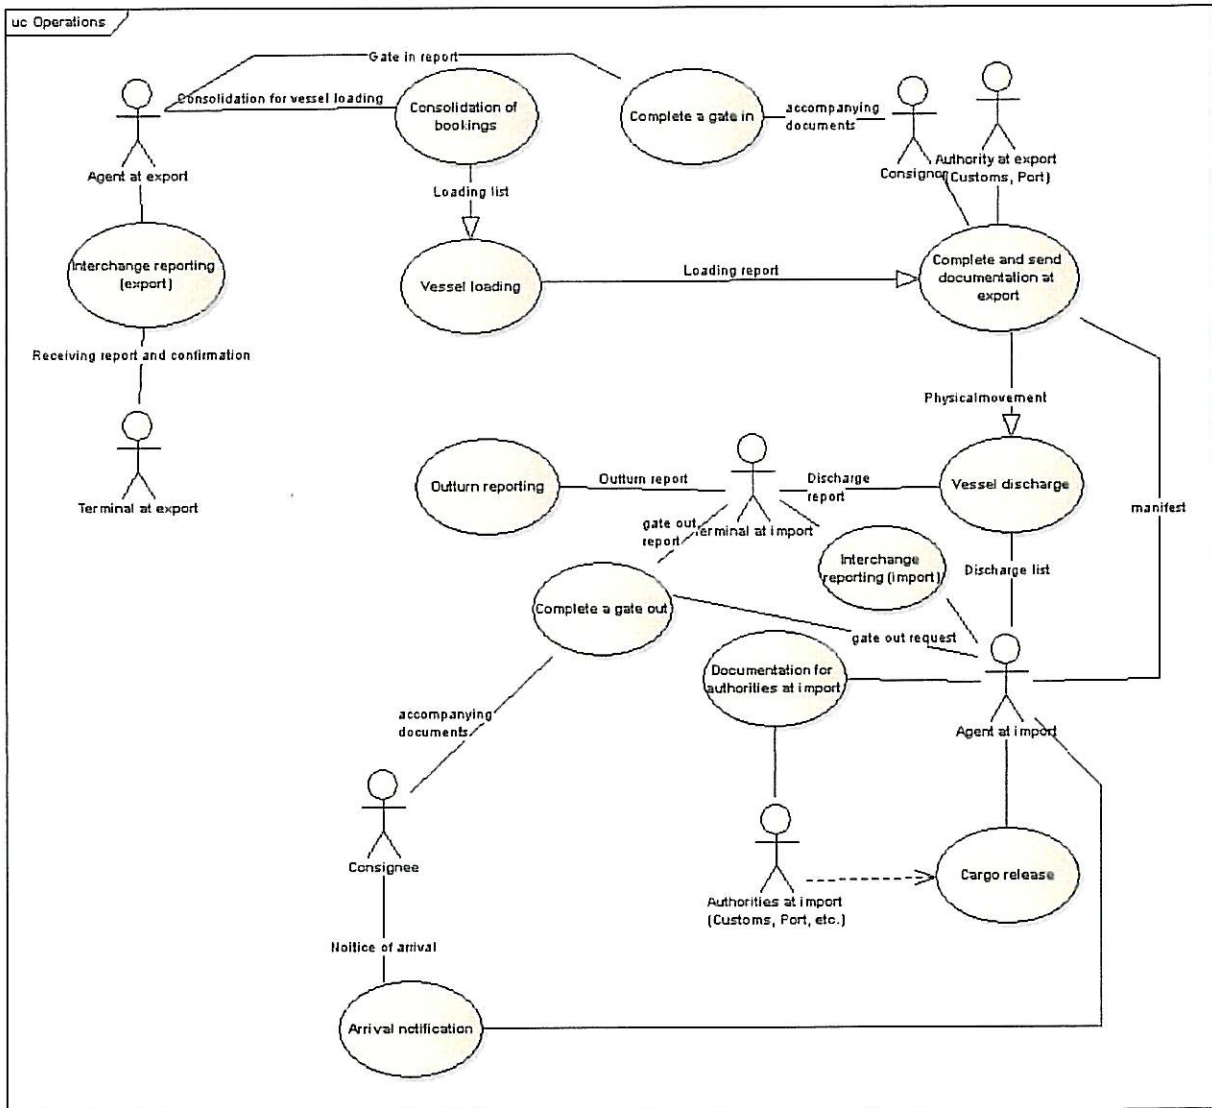 uc Operations
Gate in report
Consolidation for vessel loading
Consolidation of
bookings
Complete a gate in
accompanying
documents
Agent at export
Consignor
Authority at export
(Customs, Port)
Loading list
Interchange reporting
(export)
Vessel loading
Loading report
Complete and send
documentation at
export
Receiving report and confirmation
Physicalmovement
Terminal at export
Outturn reporting
Outturn report
Discharge
report
Vessel discharge
manifest
gate out
report
Terminal at import
Interchange
reporting (import)
Discharge list
Complete a gate out
gate out request
Documentation for
authorities at import
accompanying
documents
Agent at import
Consignee
Authorities at import
(Customs, Port, etc.)
Cargo release
Noitice of arrival
Arrival notification